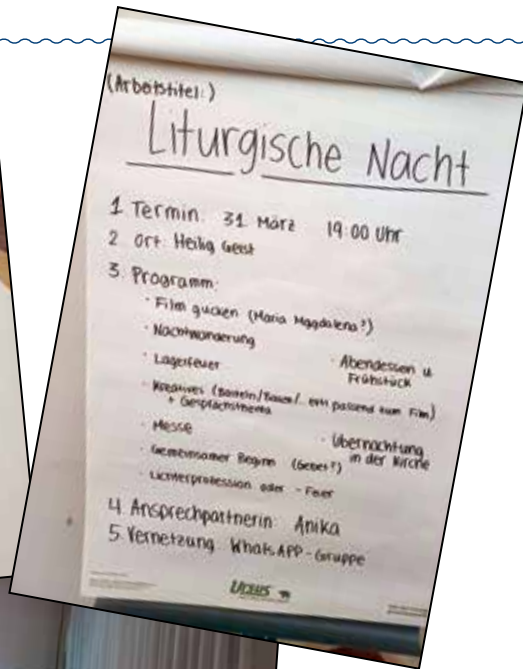 (Arbeitstitel:)
Liturgische Nacht
1 Termin: 31 März 19:00 Uhr
2 Ort: Heilig Geist
3. Programm:
· Film gucken (Maria Magdalena?)
· Nachtwanderung
· Lagerfeuer
· Abendessen u
Frühstück
· Kreatives (Basteln/ evtl passend zum Film)
+ Gesprächsthema
· Messe
· Übernachtung
in der Kirche
· Gemeinsamer Beginn (Gebet?)
· Lichterprozession oder - Feier
4. Ansprechpartnerin: Anika
5. Vernetzung WhatsAPP-Gruppe